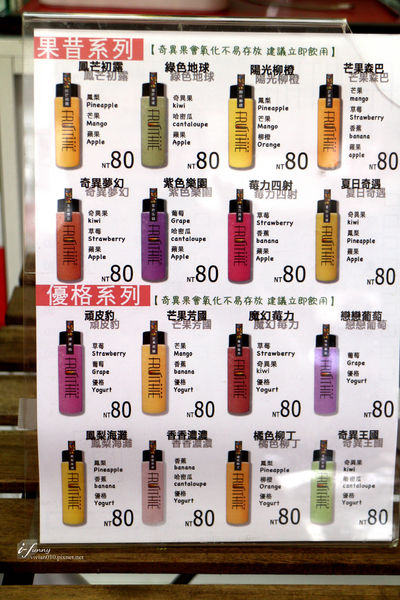 果昔系列 【奇異果會氧化不易存放 建議立即飲用】
鳳芒初露
鳳梨
Pineapple
芒果
Mango
蘋果
Apple
NT80
綠色地球
奇異果
kiwi
哈密瓜
cantaloupe
蘋果
Apple
NT80
陽光柳橙
鳳梨
Pineapple
芒果
Mango
柳橙
Orange
NT80
芒果森巴
芒果
mango
草莓
Strawberry
香蕉
banana
蘋果
apple
NT80
奇異夢幻
奇異果
kiwi
草莓
Strawberry
蘋果
Apple
NT80
紫色樂園
葡萄
Grape
哈密瓜
cantaloupe
蘋果
Apple
NT80
莓力四射
草莓
Strawberry
香蕉
banana
蘋果
Apple
NT80
夏日奇遇
鳳梨
Pineapple
奇異果
kiwi
蘋果
Apple
NT80
優格系列 【奇異果會氧化不易存放 建議立即飲用】
頑皮豹
草莓
Strawberry
香蕉
banana
優格
Yogurt
NT80
芒果芳國
芒果
Mango
香蕉
banana
優格
Yogurt
NT80
魔幻莓力
草莓
Strawberry
奇異果
kiwi
優格
Yogurt
NT80
戀戀葡萄
葡萄
Grape
優格
Yogurt
NT80
鳳梨海灘
鳳梨
Pineapple
香蕉
banana
優格
Yogurt
NT80
香香濃濃
香蕉
banana
哈密瓜
cantaloupe
優格
Yogurt
NT80
橘色柳丁
鳳梨
Pineapple
柳橙
Orange
優格
Yogurt
NT80
奇異王國
奇異果
kiwi
哈密瓜
cantaloupe
優格
Yogurt
NT80
i-funny
vivian010.pixnet.net